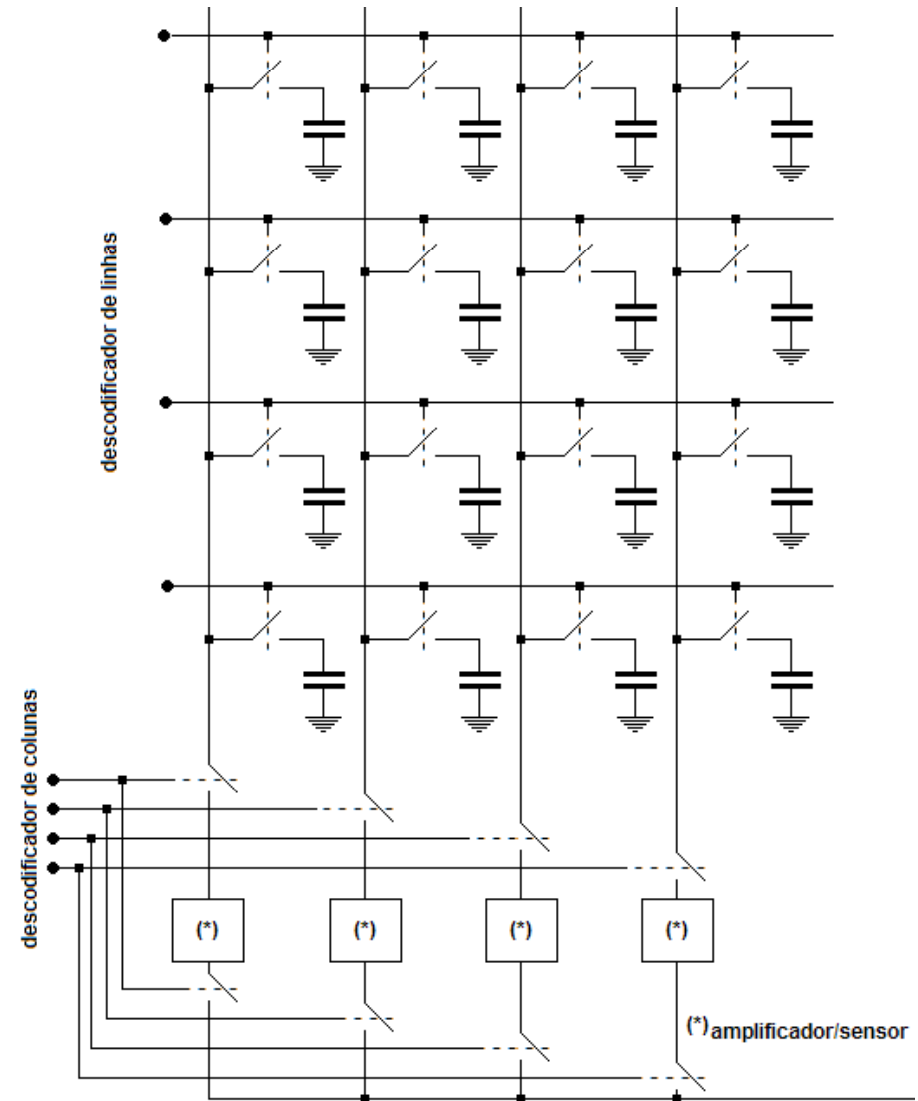 descodificador de linhas
descodificador de colunas
(*)
(*)
(*)
(*)
(*)amplificador/sensor